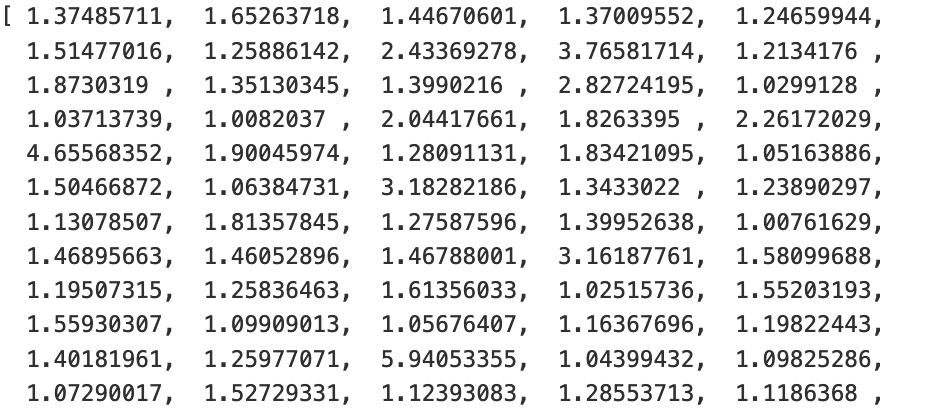 [ 1.37485711,  1.65263718,  1.44670601,  1.37009552,  1.24659944,
  1.51477016,  1.25886142,  2.43369278,  3.76581714,  1.2134176 ,
  1.8730319 ,  1.35130345,  1.3990216 ,  2.82724195,  1.0299128 ,
  1.03713739,  1.0082037 ,  2.04417661,  1.8263395 ,  2.26172029,
  4.65568352,  1.90045974,  1.28091131,  1.83421095,  1.05163886,
  1.50466872,  1.06384731,  3.18282186,  1.3433022 ,  1.23890297,
  1.13078507,  1.81357845,  1.27587596,  1.39952638,  1.00761629,
  1.46895663,  1.46052896,  1.46788001,  3.16187761,  1.58099688,
  1.19507315,  1.25836463,  1.61356033,  1.02515736,  1.55203193,
  1.55930307,  1.09909013,  1.05676407,  1.16367696,  1.19822443,
  1.40181961,  1.25977071,  5.94053355,  1.04399432,  1.09825286,
  1.07290017,  1.52729331,  1.12393083,  1.28553713,  1.1186368 ,